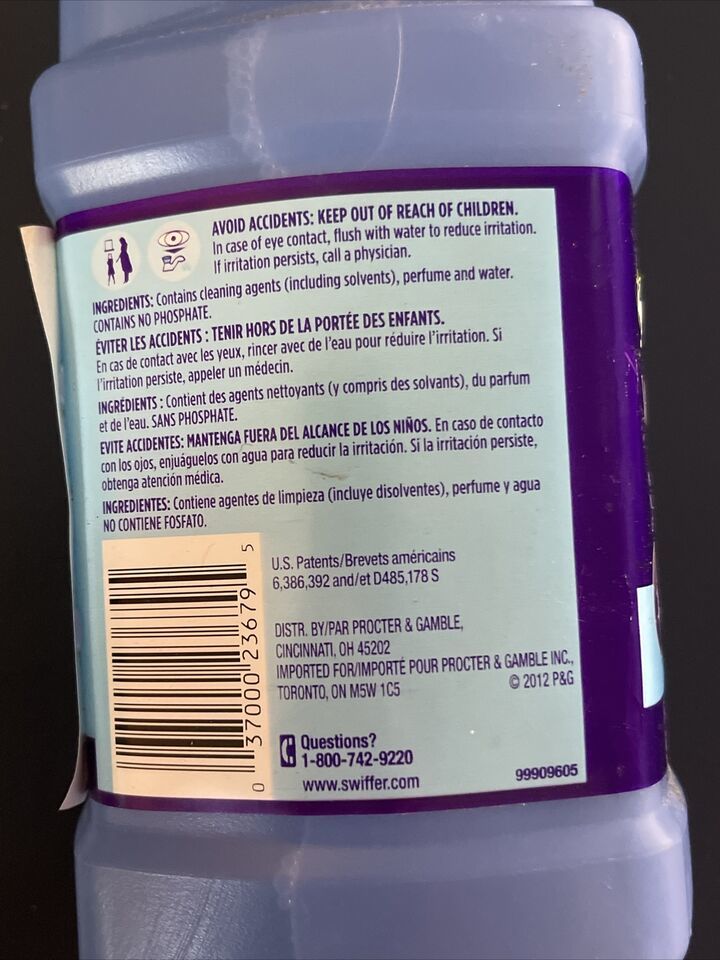 AVOID ACCIDENTS: KEEP OUT OF REACH OF CHILDREN.
In case of eye contact, flush with water to reduce irritation.
If irritation persists, call a physician.
INGREDIENTS: Contains cleaning agents (including solvents), perfume and water.
CONTAINS NO PHOSPHATE.
ÉVITER LES ACCIDENTS : TENIR HORS DE LA PORTÉE DES ENFANTS.
En cas de contact avec les yeux, rincer avec de l'eau pour réduire l'irritation. Si
l'irritation persiste, appeler un médecin.
INGRÉDIENTS : Contient des agents nettoyants (y compris des solvants), du parfum
et de l'eau. SANS PHOSPHATE.
EVITE ACCIDENTES: MANTENGA FUERA DEL ALCANCE DE LOS NIÑOS. En caso de contacto
con los ojos, enjuáguelos con agua para reducir la irritación. Si la irritación persiste,
obtenga atención médica.
INGREDIENTES: Contiene agentes de limpieza (incluye disolventes), perfume y agua
NO CONTIENE FOSFATO.
0 37000 23679 5
U.S. Patents/Brevets américains
6,386,392 and/et D485,178 S
DISTR. BY/PAR PROCTER & GAMBLE,
CINCINNATI, OH 45202
IMPORTED FOR/IMPORTÉ POUR PROCTER & GAMBLE INC.,
TORONTO, ON M5W 1C5
© 2012 P&G
Questions?
1-800-742-9220
www.swiffer.com
99909605